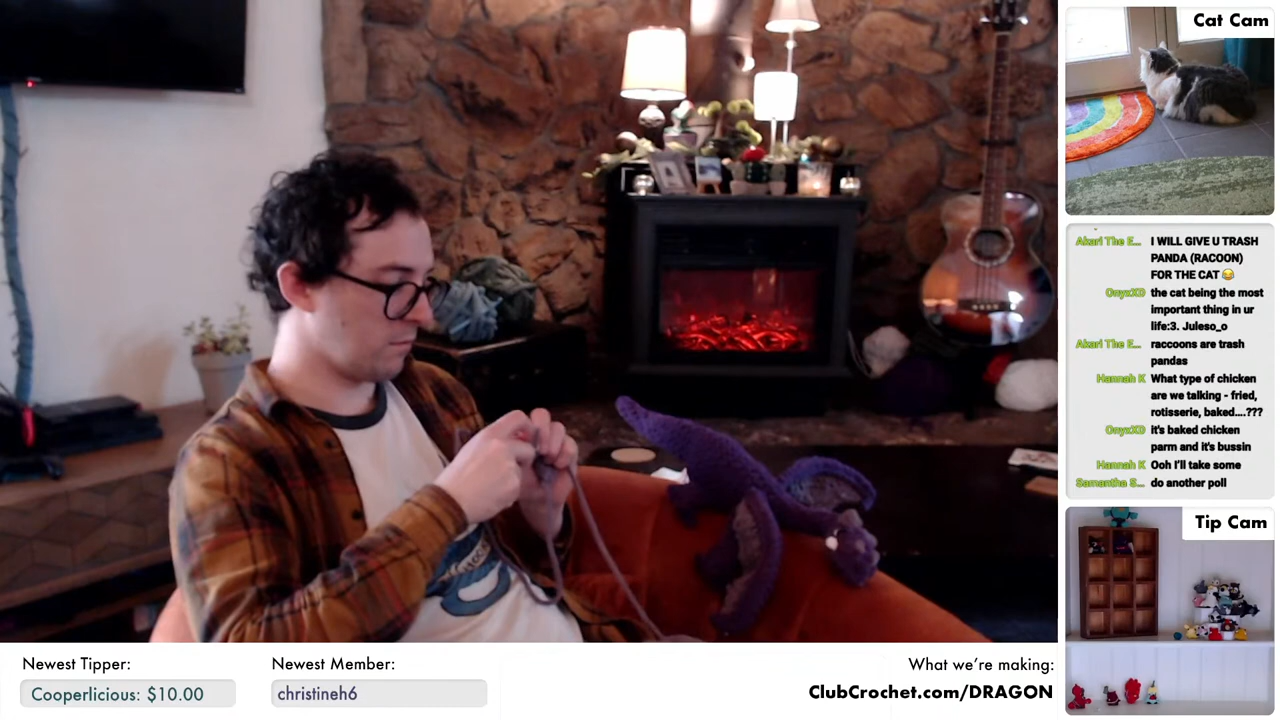 Cat Cam
Akari The E... I WILL GIVE U TRASH
PANDA (RACOON)
FOR THE CAT 😂
OnyxXD the cat being the most
important thing in ur
life:3. Juleso_o
Akari The E... raccoons are trash
pandas
Hannah K What type of chicken
are we talking - fried,
rotisserie, baked....???
OnyxXD it's baked chicken
parm and it's bussin
Hannah K Ooh I'll take some
Samantha S... do another poll
Tip Cam
Newest Tipper:
Cooperlicious: $10.00
Newest Member:
christineh6
What we're making:
ClubCrochet.com/DRAGON